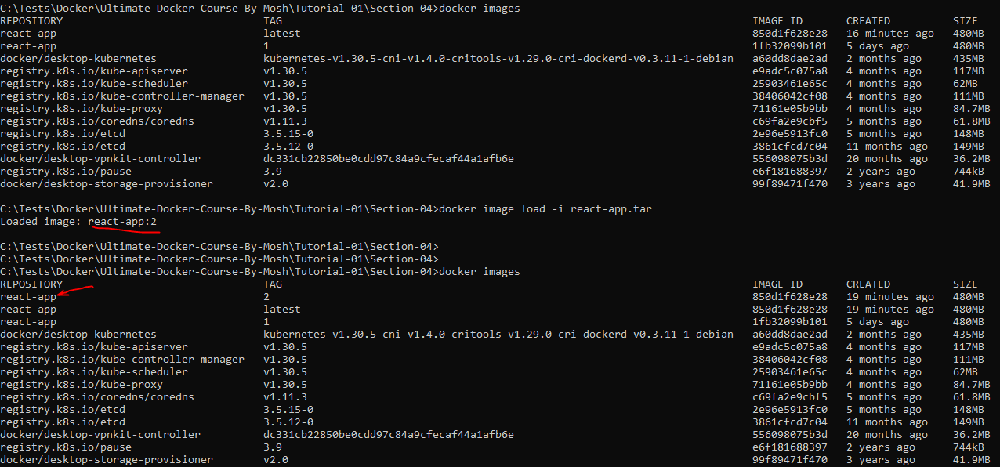 C:\Tests\Docker\Ultimate-Docker-Course-By-Mosh\Tutorial-01\Section-04>docker images
REPOSITORY TAG IMAGE ID CREATED SIZE
react-app latest 850d1f628e28 16 minutes ago 480MB
react-app 1 1fb32099b101 5 days ago 480MB
docker/desktop-kubernetes kubernetes-v1.30.5-cni-v1.4.0-critools-v1.29.0-cri-dockerd-v0.3.11-1-debian a60dd8dae2ad 2 months ago 435MB
registry.k8s.io/kube-apiserver v1.30.5 e9adc5c075a8 4 months ago 117MB
registry.k8s.io/kube-scheduler v1.30.5 25903461e65c 4 months ago 62MB
registry.k8s.io/kube-controller-manager v1.30.5 38406042cf08 4 months ago 111MB
registry.k8s.io/kube-proxy v1.30.5 71161e05b9bb 4 months ago 84.7MB
registry.k8s.io/coredns/coredns v1.11.3 c69fa2e9cbf5 5 months ago 61.8MB
registry.k8s.io/etcd 3.5.15-0 2e96e5913fc0 5 months ago 148MB
registry.k8s.io/etcd 3.5.12-0 3861cfcd7c04 11 months ago 149MB
docker/desktop-vpnkit-controller dc331cb22850be0cdd97c84a9cfecaf44a1afb6e 556098075b3d 20 months ago 36.2MB
registry.k8s.io/pause 3.9 e6f181688397 2 years ago 744kB
docker/desktop-storage-provisioner v2.0 99f89471f470 3 years ago 41.9MB
C:\Tests\Docker\Ultimate-Docker-Course-By-Mosh\Tutorial-01\Section-04>docker image load -i react-app.tar
Loaded image: react-app:2
C:\Tests\Docker\Ultimate-Docker-Course-By-Mosh\Tutorial-01\Section-04>
C:\Tests\Docker\Ultimate-Docker-Course-By-Mosh\Tutorial-01\Section-04>
C:\Tests\Docker\Ultimate-Docker-Course-By-Mosh\Tutorial-01\Section-04>docker images
REPOSITORY TAG IMAGE ID CREATED SIZE
react-app 2 850d1f628e28 19 minutes ago 480MB
react-app latest 850d1f628e28 19 minutes ago 480MB
react-app 1 1fb32099b101 5 days ago 480MB
docker/desktop-kubernetes kubernetes-v1.30.5-cni-v1.4.0-critools-v1.29.0-cri-dockerd-v0.3.11-1-debian a60dd8dae2ad 2 months ago 435MB
registry.k8s.io/kube-apiserver v1.30.5 e9adc5c075a8 4 months ago 117MB
registry.k8s.io/kube-controller-manager v1.30.5 38406042cf08 4 months ago 111MB
registry.k8s.io/kube-scheduler v1.30.5 25903461e65c 4 months ago 62MB
registry.k8s.io/kube-proxy v1.30.5 71161e05b9bb 4 months ago 84.7MB
registry.k8s.io/coredns/coredns v1.11.3 c69fa2e9cbf5 5 months ago 61.8MB
registry.k8s.io/etcd 3.5.15-0 2e96e5913fc0 5 months ago 148MB
registry.k8s.io/etcd 3.5.12-0 3861cfcd7c04 11 months ago 149MB
docker/desktop-vpnkit-controller dc331cb22850be0cdd97c84a9cfecaf44a1afb6e 556098075b3d 20 months ago 36.2MB
registry.k8s.io/pause 3.9 e6f181688397 2 years ago 744kB
docker/desktop-storage-provisioner v2.0 99f89471f470 3 years ago 41.9MB